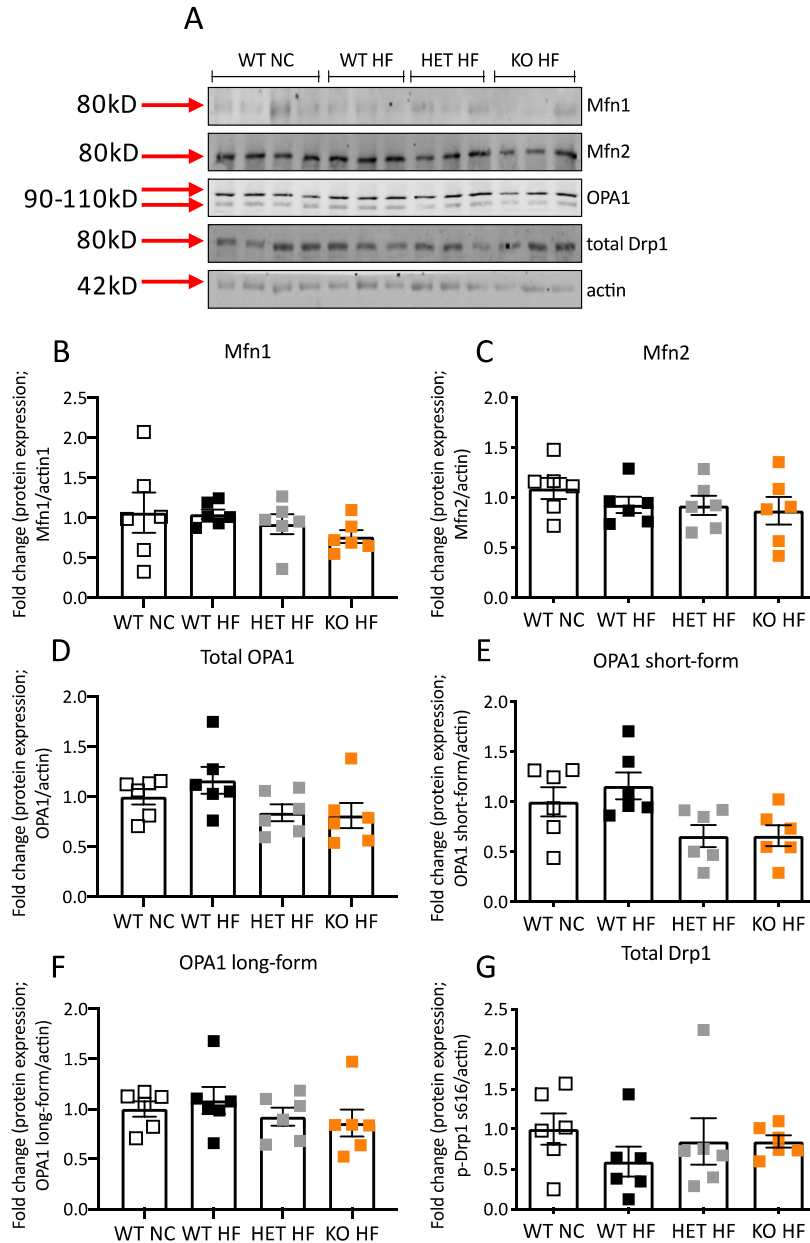 A
WT NC WT HF HET HF KO HF
80kD Mfn1
80kD Mfn2
90-110kD OPA1
80kD total Drp1
42kD actin
B
Mfn1
Fold change (protein expression;
Mfn1/actin1
2.5
2.0
1.5
1.0
0.5
0.0
WT NC WT HF HET HF KO HF
C
Mfn2
Fold change (protein expression;
Mfn2/actin)
2.0
1.5
1.0
0.5
0.0
WT NC WT HF HET HF KO HF
D
Total OPA1
Fold change (protein expression;
OPA1/actin)
2.0
1.5
1.0
0.5
0.0
WT NC WT HF HET HF KO HF
E
OPA1 short-form
Fold change (protein expression;
OPA1 short-form/actin)
2.0
1.5
1.0
0.5
0.0
WT NC WT HF HET HF KO HF
F
OPA1 long-form
Fold change (protein expression;
OPA1 long-form/actin)
2.0
1.5
1.0
0.5
0.0
WT NC WT HF HET HF KO HF
G
Total Drp1
Fold change (protein expression;
p-Drp1 s616/actin)
2.5
2.0
1.5
1.0
0.5
0.0
WT NC WT HF HET HF KO HF